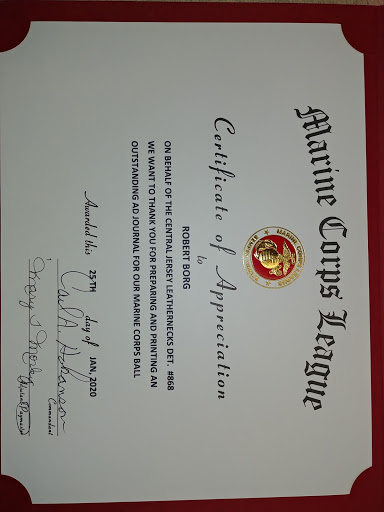 Marine Corps League
Certificate of Appreciation
to
ROBERT BORG
ON BEHALF OF THE CENTRAL JERSEY LEATHERNECKS DET. #868
WE WANT TO THANK YOU FOR PREPARING AND PRINTING AN
OUTSTANDING AD JOURNAL FOR OUR MARINE CORPS BALL
Awarded this 25-TH day of JAN, 2020
Commandant